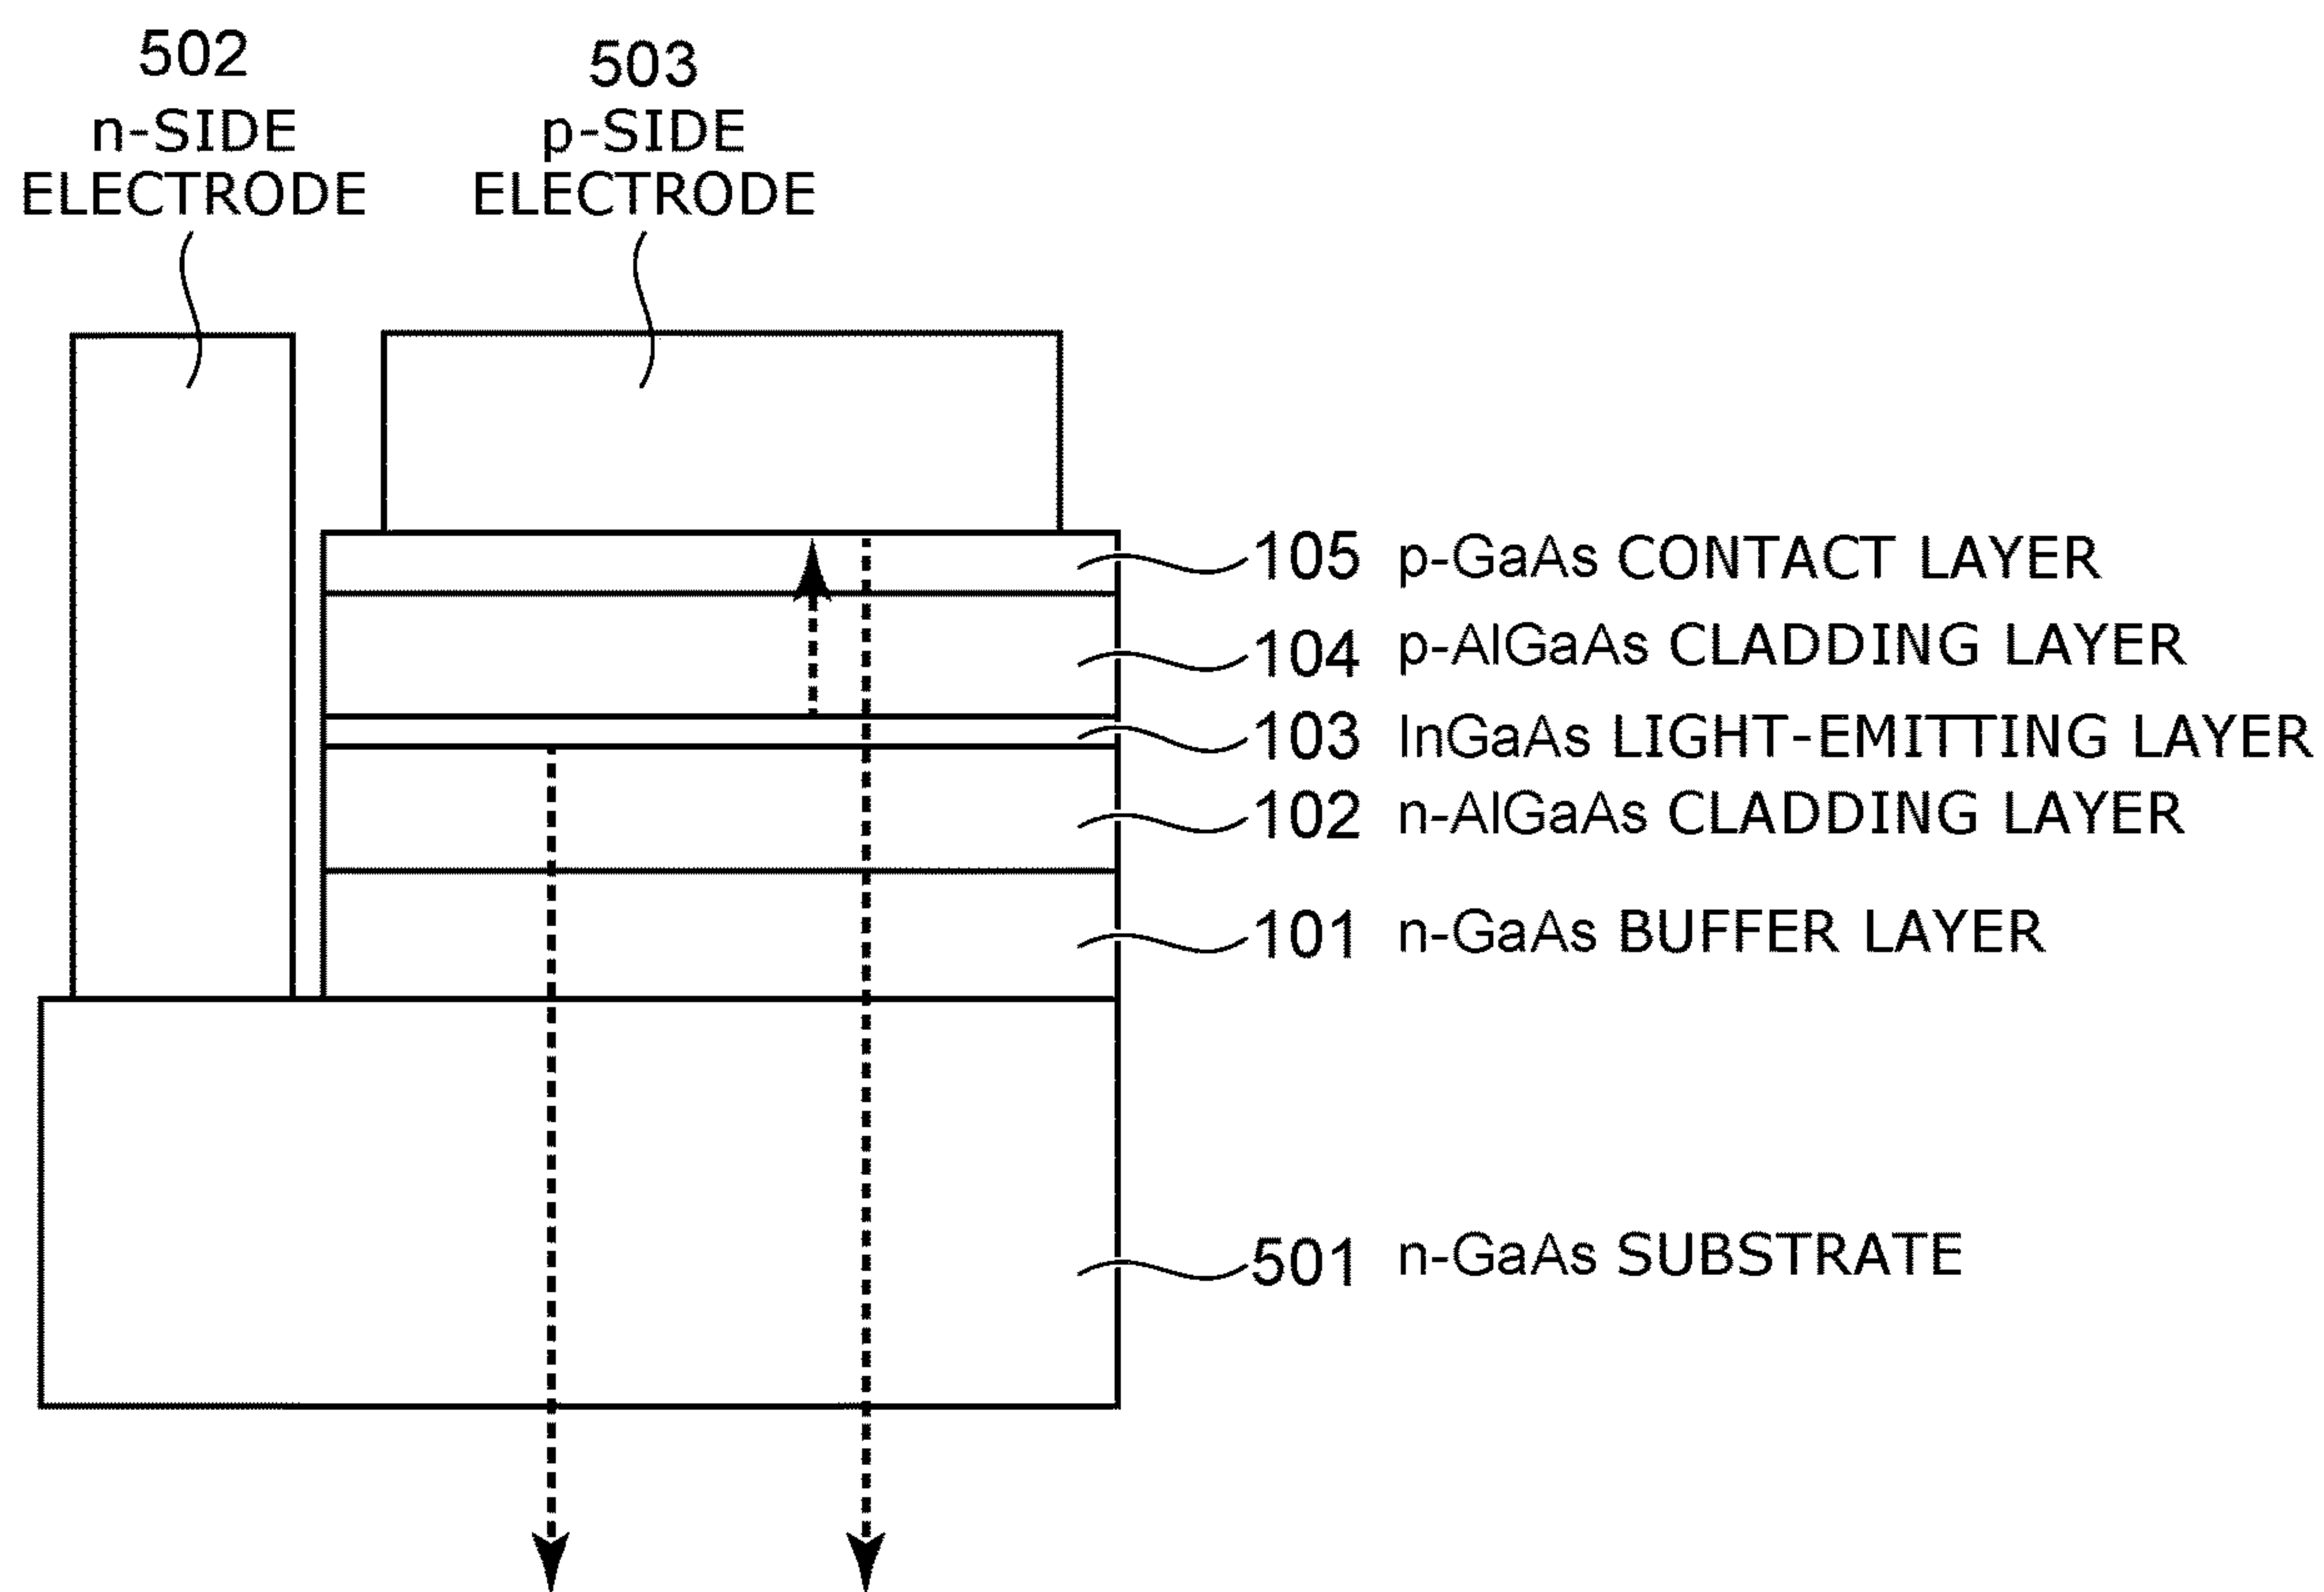 502
n-SIDE
ELECTRODE
503
p-SIDE
ELECTRODE
105 p-GaAs CONTACT LAYER
104 p-AlGaAs CLADDING LAYER
103 InGaAs LIGHT-EMITTING LAYER
102 n-AlGaAs CLADDING LAYER
101 n-GaAs BUFFER LAYER
501 n-GaAs SUBSTRATE